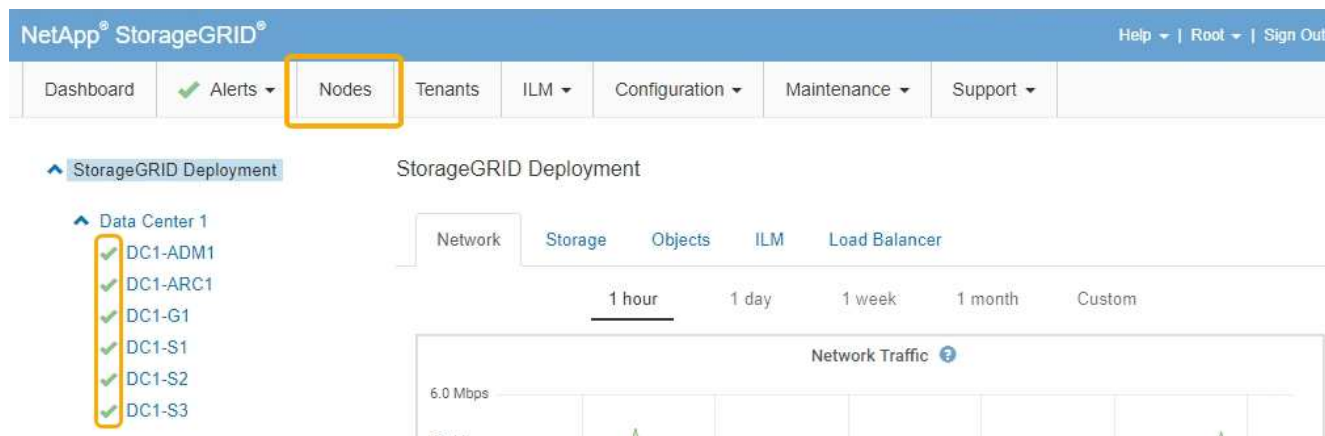 NetApp® StorageGRID®
Help | Root | Sign Out
Dashboard Alerts Nodes Tenants ILM Configuration Maintenance Support
StorageGRID Deployment
StorageGRID Deployment
Data Center 1
DC1-ADM1
DC1-ARC1
DC1-G1
DC1-S1
DC1-S2
DC1-S3
Network Storage Objects ILM Load Balancer
1 hour 1 day 1 week 1 month Custom
Network Traffic ?
6.0 Mbps